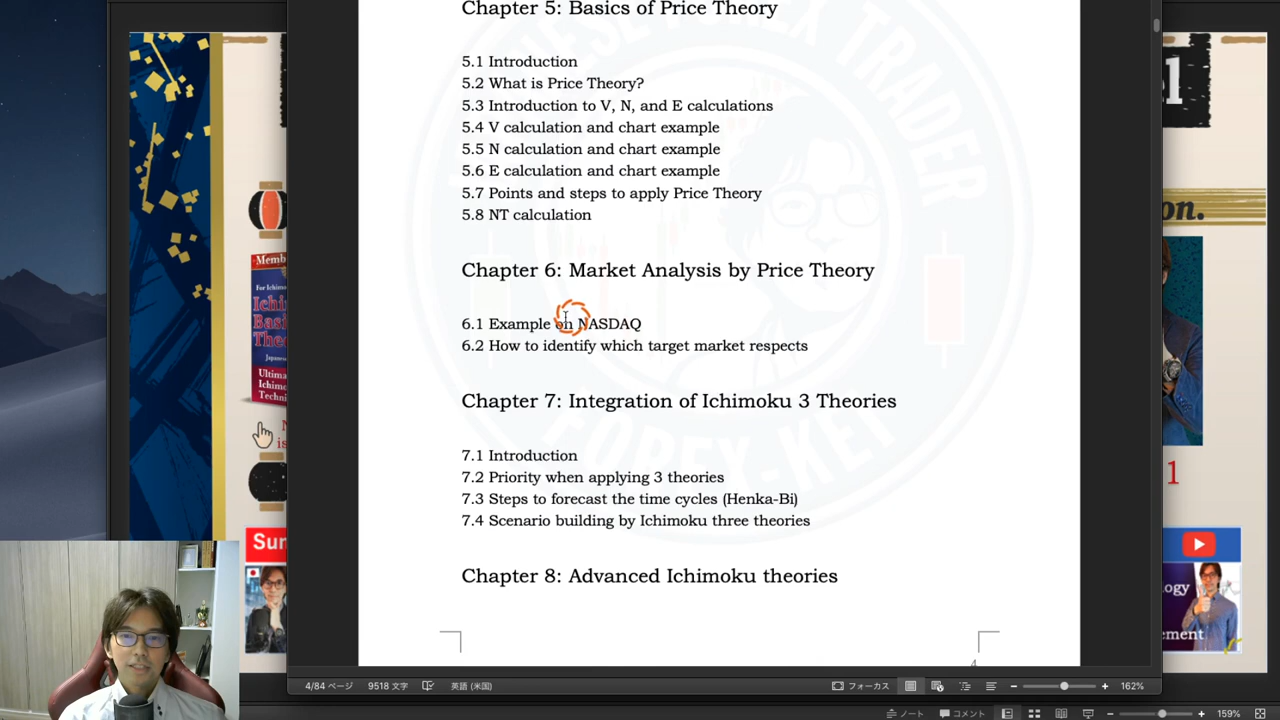 Chapter 5: Basics of Price Theory
5.1 Introduction
5.2 What is Price Theory?
5.3 Introduction to V, N, and E calculations
5.4 V calculation and chart example
5.5 N calculation and chart example
5.6 E calculation and chart example
5.7 Points and steps to apply Price Theory
5.8 NT calculation
Chapter 6: Market Analysis by Price Theory
6.1 Example on NASDAQ
6.2 How to identify which target market respects
Chapter 7: Integration of Ichimoku 3 Theories
7.1 Introduction
7.2 Priority when applying 3 theories
7.3 Steps to forecast the time cycles (Henka-Bi)
7.4 Scenario building by Ichimoku three theories
Chapter 8: Advanced Ichimoku theories
4
4/84 ページ 9518 文字 英語 (米国) フォーカス 162%
ノート コメント 159%
on.
1
ement